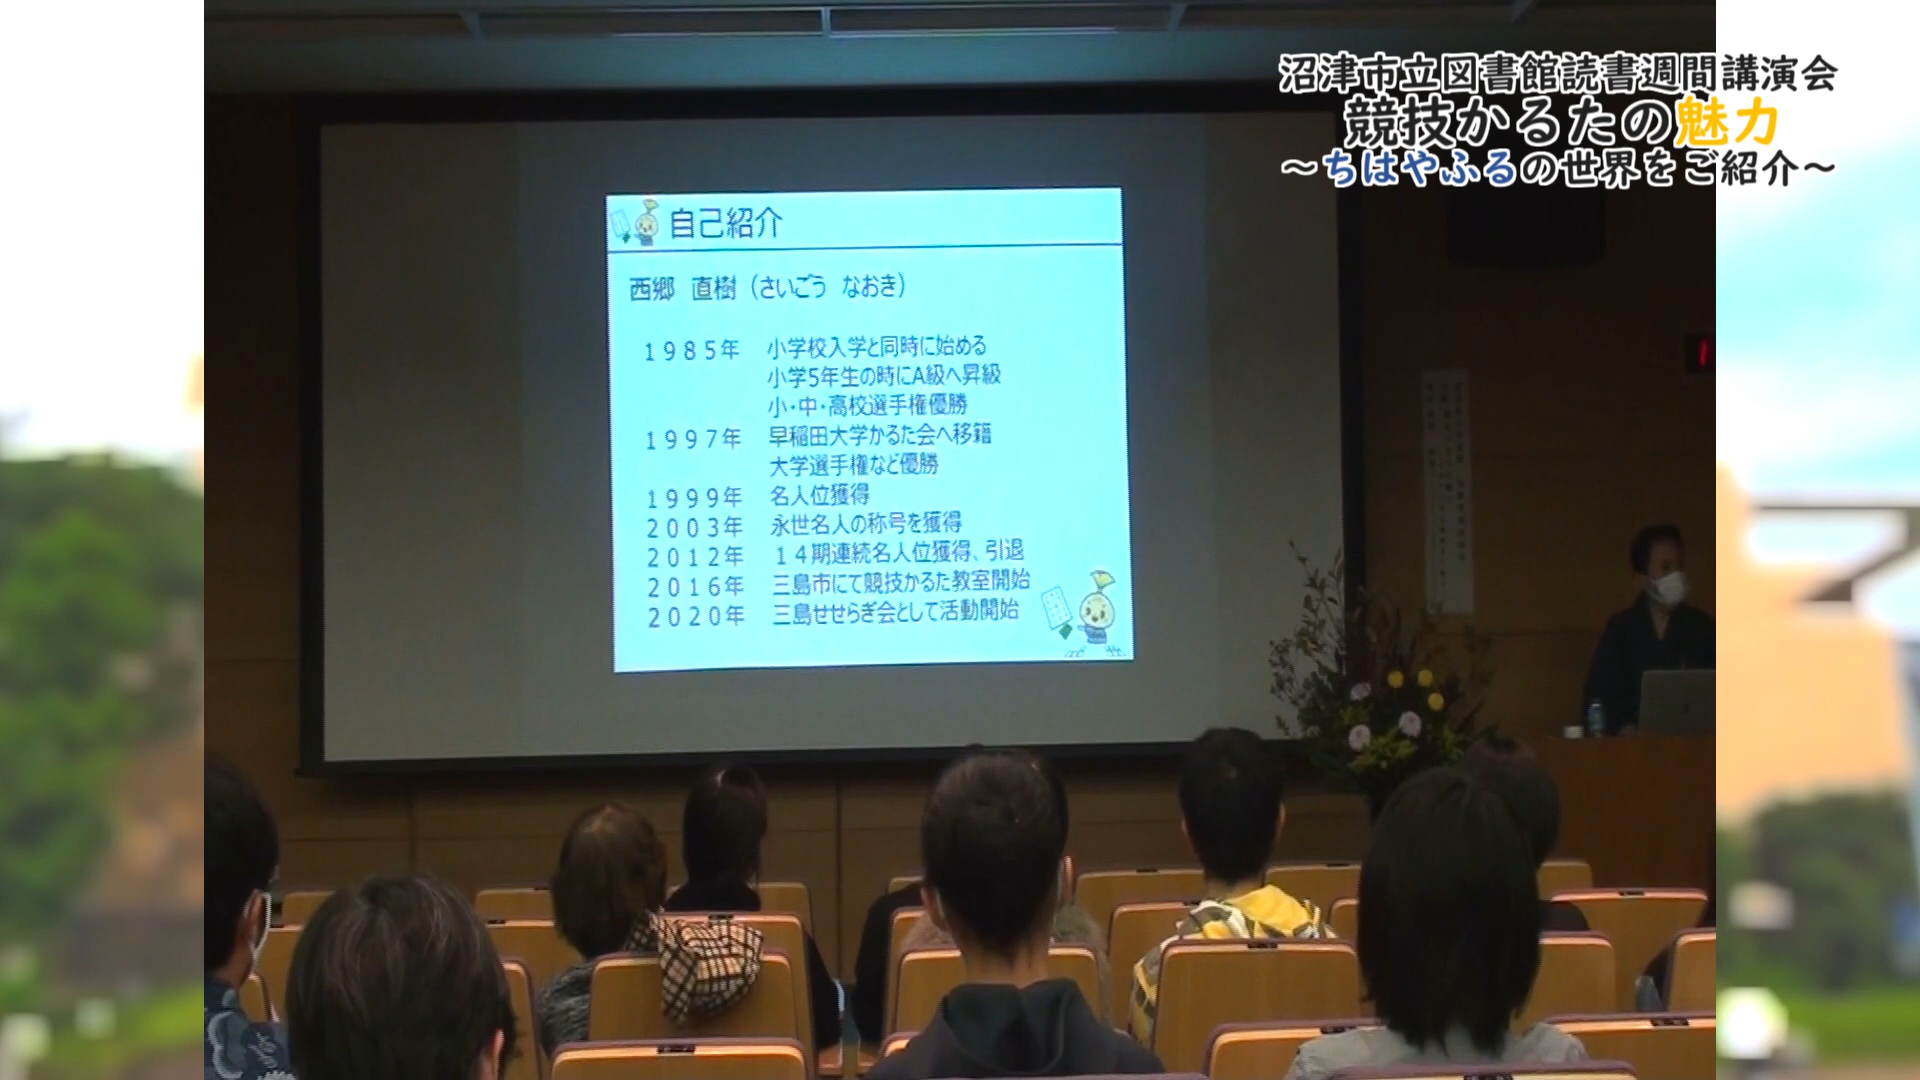 沼津市立図書館読書週間講演会
競技かるたの魅力
～ちはやふるの世界をご紹介～
自己紹介
西郷　直樹（さいごう　なおき）
１９８５年　小学校入学と同時に始める
小学5年生の時にA級へ昇級
小・中・高校選手権優勝
１９９７年　早稲田大学かるた会へ移籍
大学選手権など優勝
１９９９年　名人位獲得
２００３年　永世名人の称号を獲得
２０１２年　１４期連続名人位獲得、引退
２０１６年　三島市にて競技かるた教室開始
２０２０年　三島せせらぎ会として活動開始